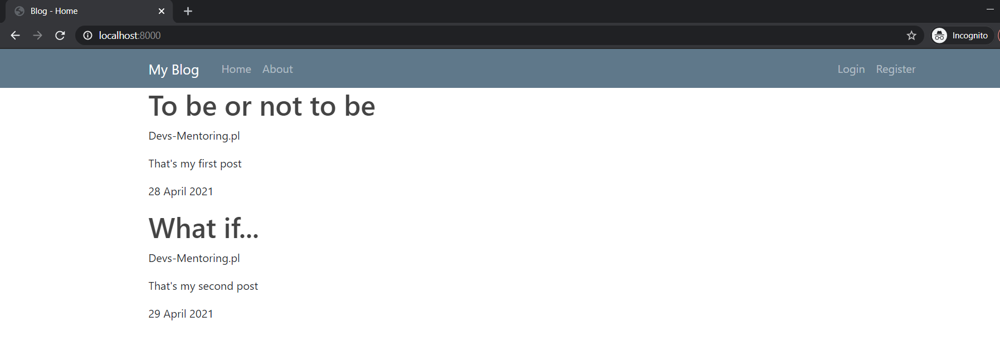 Blog - Home
localhost:8000
Incognito
My Blog Home About Login Register
To be or not to be
Devs-Mentoring.pl
That's my first post
28 April 2021
What if...
Devs-Mentoring.pl
That's my second post
29 April 2021